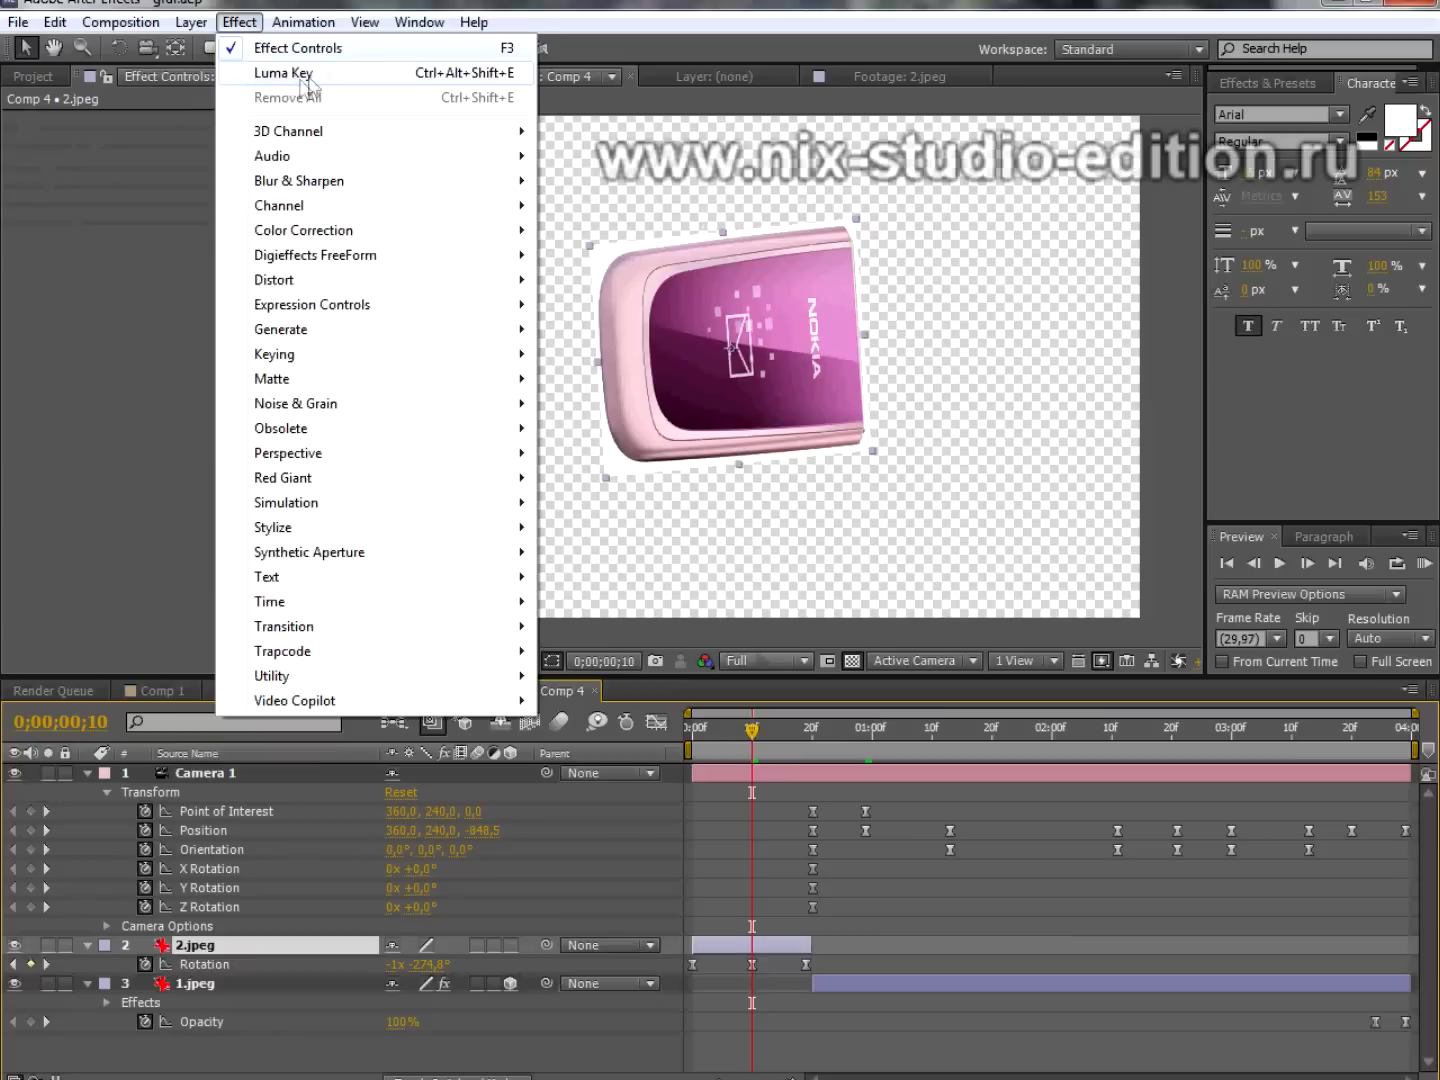 Adobe After Effects - graf.aep
File Edit Composition Layer Effect Animation View Window Help
Workspace: Standard Search Help
Project Effect Controls: : Comp 4 Layer: (none) Footage: 2.jpeg
Comp 4 • 2.jpeg
Effect Controls F3
Luma Key Ctrl+Alt+Shift+E
Remove All Ctrl+Shift+E
3D Channel
Audio
Blur & Sharpen
Channel
Color Correction
Digieffects FreeForm
Distort
Expression Controls
Generate
Keying
Matte
Noise & Grain
Obsolete
Perspective
Red Giant
Simulation
Stylize
Synthetic Aperture
Text
Time
Transition
Trapcode
Utility
Video Copilot
www.nix-studio-edition.ru
NOKIA
Effects & Presets Characte
Arial
Regular
px 84 px
Metrics 153
- px
100 % 100 %
0 px 0 %
T T TT TT T¹ T₁
Preview Paragraph
RAM Preview Options
Frame Rate Skip Resolution
(29,97) 0 Auto
From Current Time Full Screen
0;00;00;10 Full Active Camera 1 View
Render Queue Comp 1 Comp 4
0;00;00;10
):00f 20f 01:00f 10f 20f 02:00f 10f 20f 03:00f 10f 20f 04:0(
# Source Name fx Parent
1 Camera 1 None
Transform Reset
Point of Interest 360,0, 240,0, 0,0
Position 360,0, 240,0, -848,5
Orientation 0,0°, 0,0°, 0,0°
X Rotation 0x +0,0°
Y Rotation 0x +0,0°
Z Rotation 0x +0,0°
Camera Options
2 2.jpeg None
Rotation -1x -274,8°
3 1.jpeg fx None
Effects
Opacity 100%